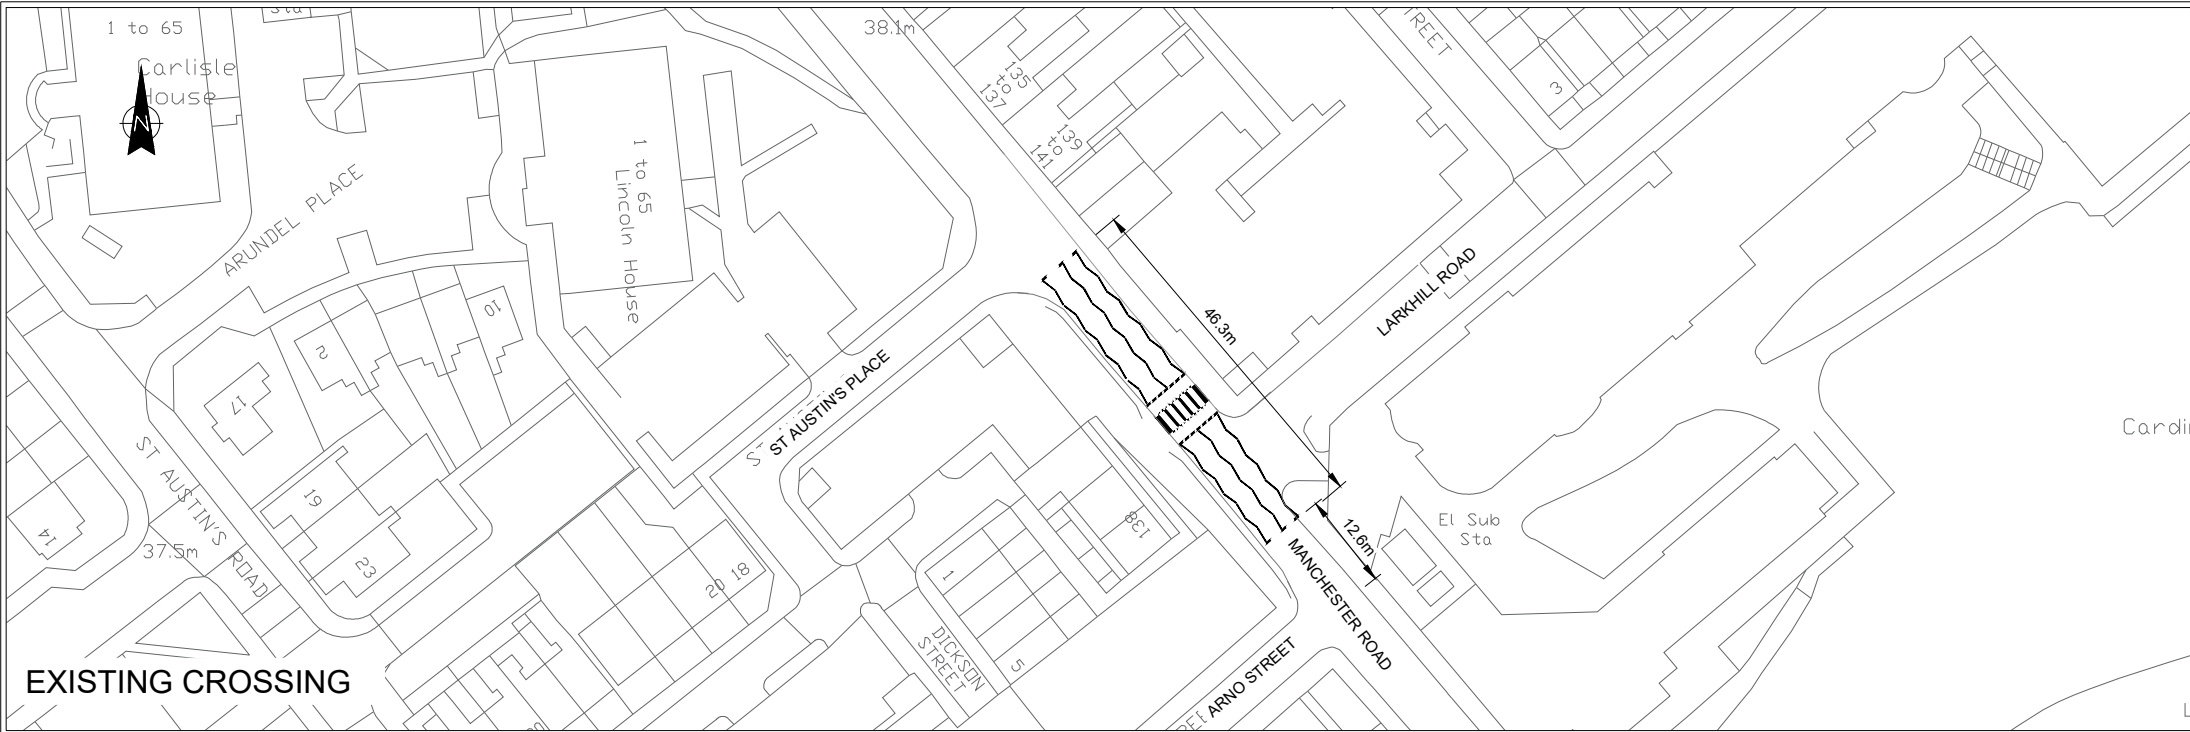 Sta
1 to 65
Carlisle
House
N
38.1m
135
to
137
139
to
141
3
1 to 65
Lincoln House
ARUNDEL PLACE
10
2
17
46.3m
LARKHILL ROAD
ST AUSTIN'S PLACE
ST AUSTIN'S ROAD
19
23
14
37.5m
20 18
1
138
El Sub
Sta
12.6m
MANCHESTER ROAD
DICKSON
STREET
5
ARNO STREET
EXISTING CROSSING